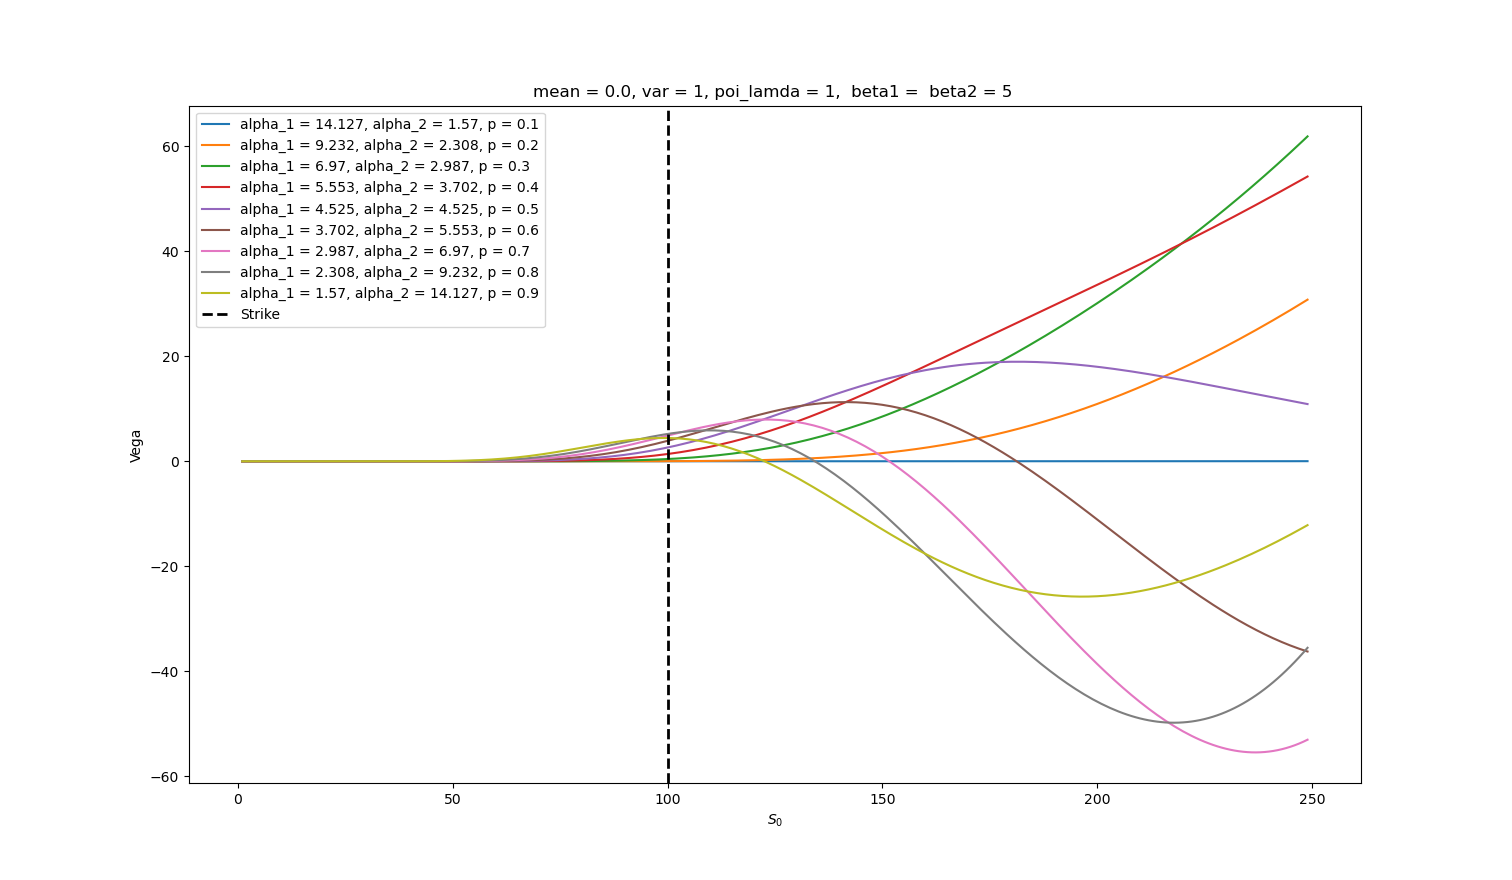 mean = 0.0, var = 1, poi_lamda = 1,  beta1 =  beta2 = 5
alpha_1 = 14.127, alpha_2 = 1.57, p = 0.1
alpha_1 = 9.232, alpha_2 = 2.308, p = 0.2
alpha_1 = 6.97, alpha_2 = 2.987, p = 0.3
alpha_1 = 5.553, alpha_2 = 3.702, p = 0.4
alpha_1 = 4.525, alpha_2 = 4.525, p = 0.5
alpha_1 = 3.702, alpha_2 = 5.553, p = 0.6
alpha_1 = 2.987, alpha_2 = 6.97, p = 0.7
alpha_1 = 2.308, alpha_2 = 9.232, p = 0.8
alpha_1 = 1.57, alpha_2 = 14.127, p = 0.9
Strike
60
40
20
0
−20
−40
−60
Vega
0 50 100 150 200 250
S₀